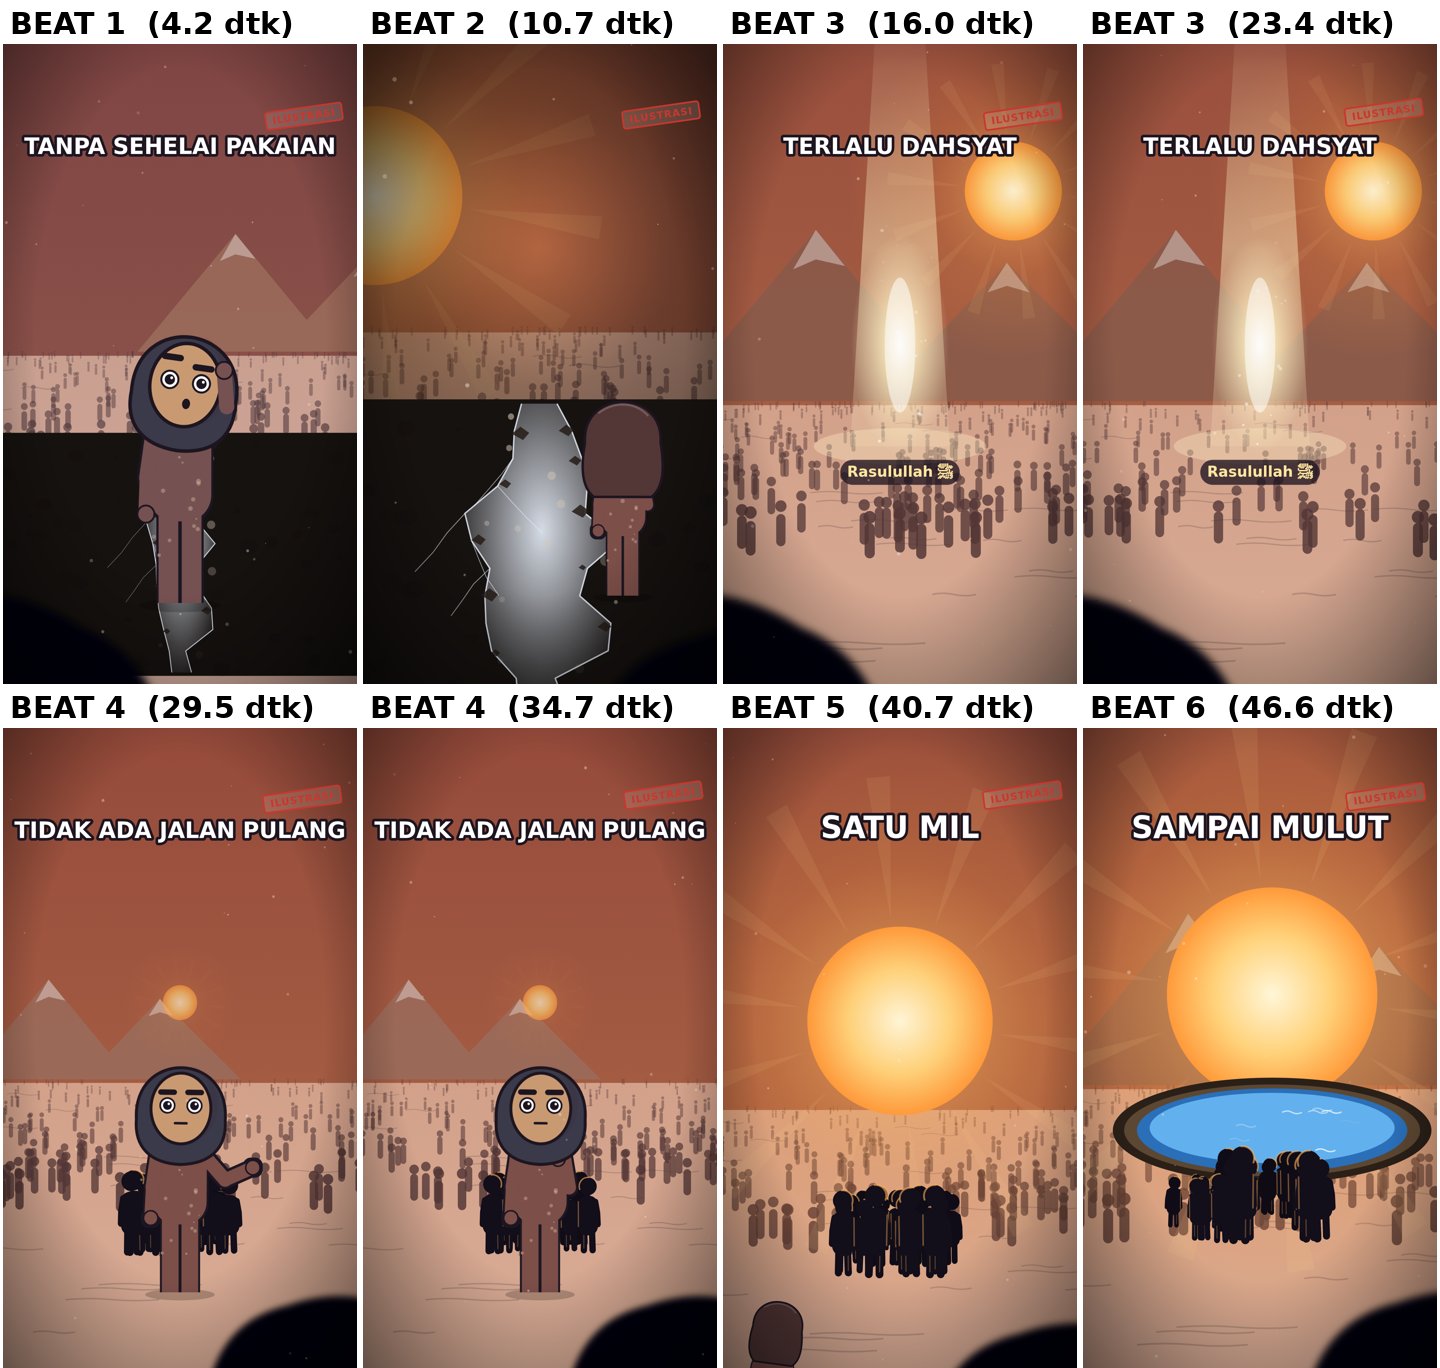 BEAT 1 (4.2 dtk)
ILUSTRASI
TANPA SEHELAI PAKAIAN
BEAT 2 (10.7 dtk)
ILUSTRASI
BEAT 3 (16.0 dtk)
ILUSTRASI
TERLALU DAHSYAT
Rasulullah ﷺ
BEAT 3 (23.4 dtk)
ILUSTRASI
TERLALU DAHSYAT
Rasulullah ﷺ
BEAT 4 (29.5 dtk)
ILUSTRASI
TIDAK ADA JALAN PULANG
BEAT 4 (34.7 dtk)
ILUSTRASI
TIDAK ADA JALAN PULANG
BEAT 5 (40.7 dtk)
ILUSTRASI
SATU MIL
BEAT 6 (46.6 dtk)
ILUSTRASI
SAMPAI MULUT